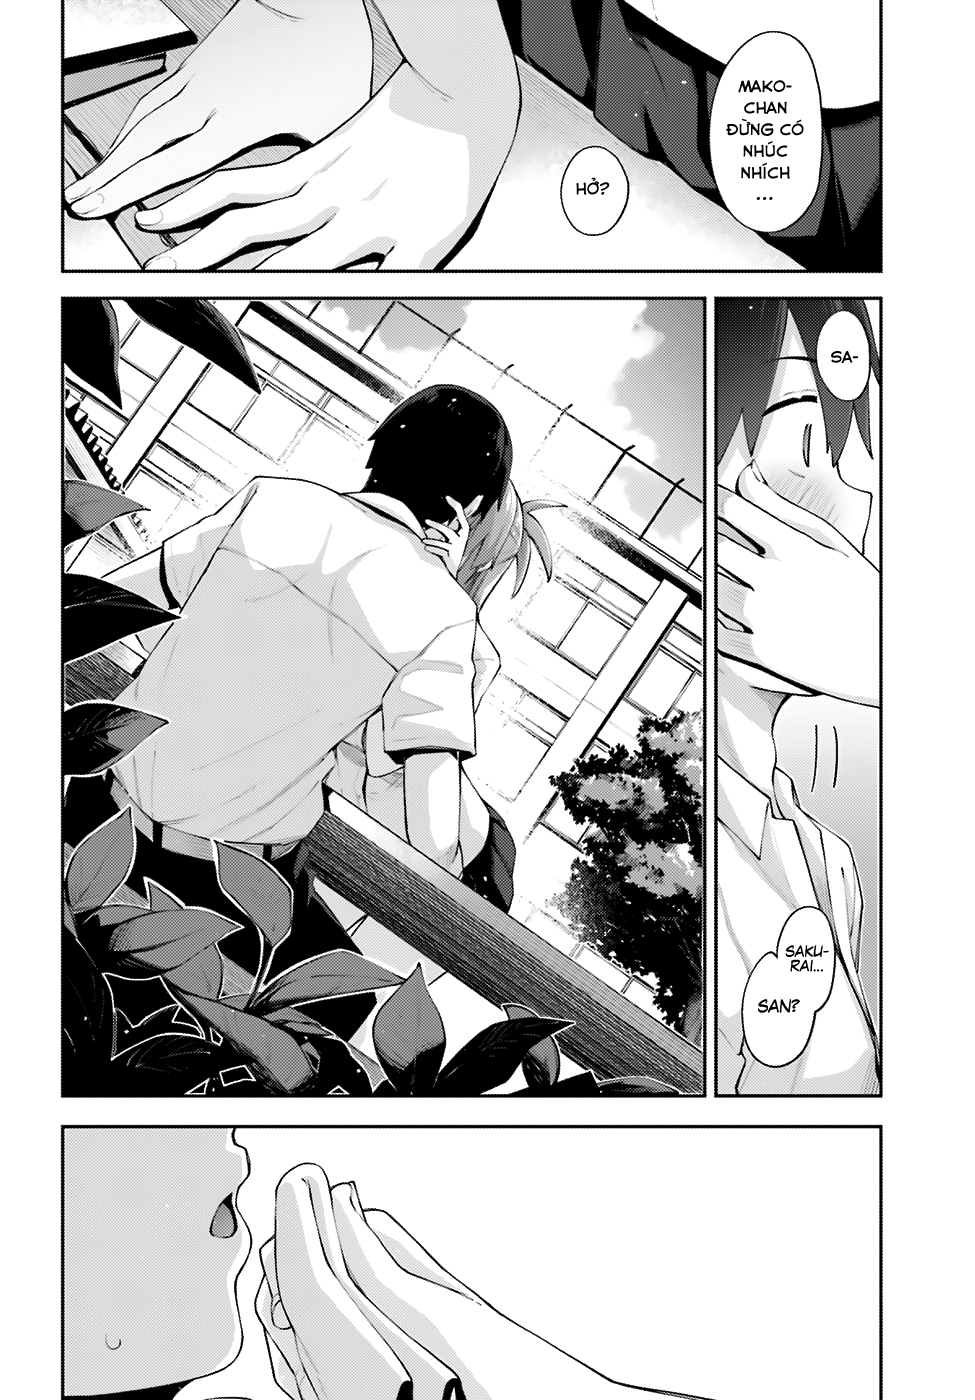 MAKO-
CHAN
ĐỪNG CÓ
NHÚC
NHÍCH
...
HỞ?
SA-
SAKU-
RAI...
SAN?